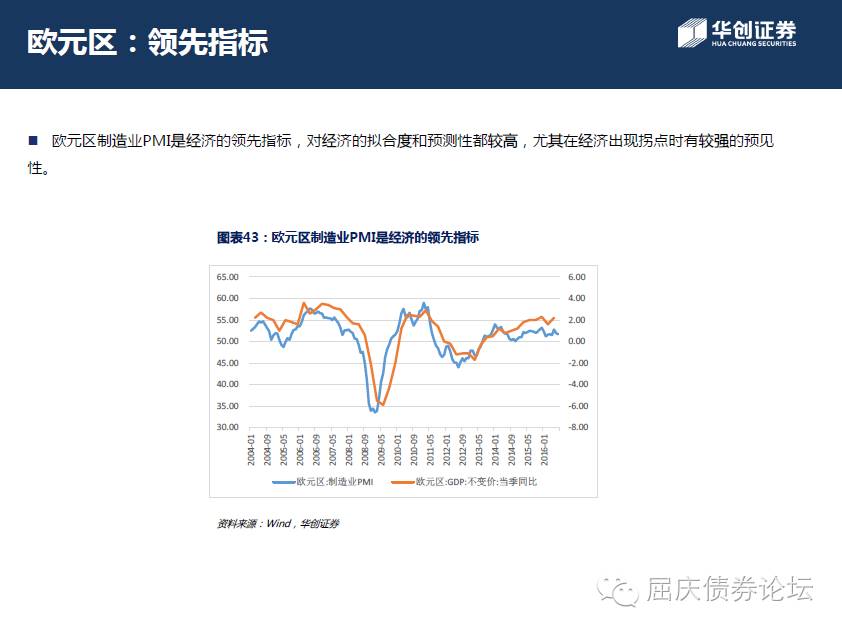 欧元区：领先指标
华创证券
HUA CHUANG SECURITIES
■ 欧元区制造业PMI是经济的领先指标，对经济的拟合度和预测性都较高，尤其在经济出现拐点时有较强的预见
性。
图表43：欧元区制造业PMI是经济的领先指标
65.00 6.00
60.00 4.00
55.00 2.00
50.00 0.00
45.00 -2.00
40.00 -4.00
35.00 -6.00
30.00 -8.00
2004-01 2004-09 2005-05 2006-01 2006-09 2007-05 2008-01 2008-09 2009-05 2010-01 2010-09 2011-05 2012-01 2012-09 2013-05 2014-01 2014-09 2015-05 2016-01
欧元区:制造业PMI 欧元区:GDP:不变价:当季同比
资料来源：Wind，华创证券
屈庆债券论坛